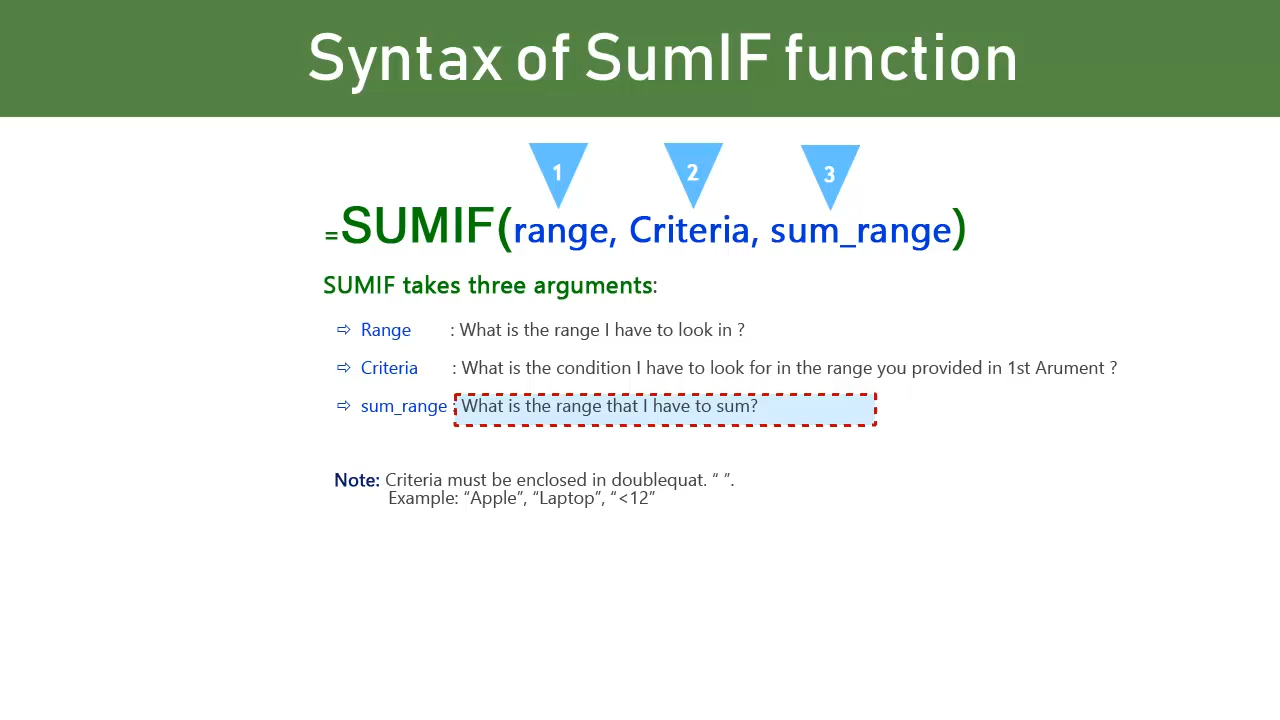 Syntax of SumIF function
1 2 3
=SUMIF(range, Criteria, sum_range)
SUMIF takes three arguments:
⇨ Range : What is the range I have to look in ?
⇨ Criteria : What is the condition I have to look for in the range you provided in 1st Arument ?
⇨ sum_range : What is the range that I have to sum?
Note: Criteria must be enclosed in doublequat. “ ”.
Example: “Apple”, “Laptop”, “<12”